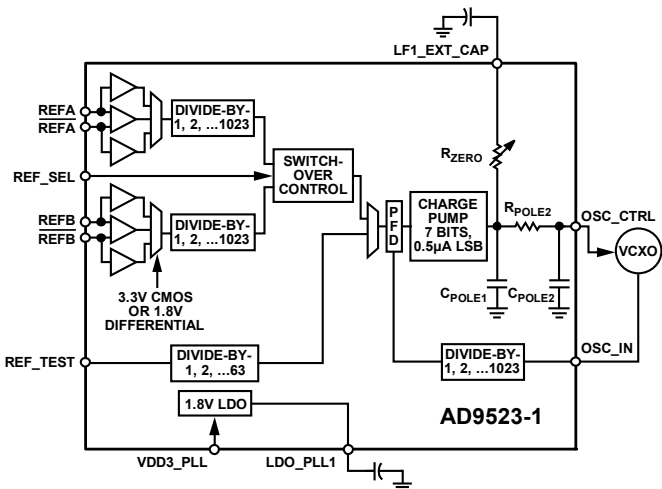 LF1_EXT_CAP
REFA
REFA
DIVIDE-BY-
1, 2, ...1023
REF_SEL
SWITCH-
OVER
CONTROL
RZERO
REFB
REFB
DIVIDE-BY-
1, 2, ...1023
PFD
CHARGE
PUMP
7 BITS,
0.5µA LSB
RPOLE2
OSC_CTRL
VCXO
CPOLE1
CPOLE2
3.3V CMOS
OR 1.8V
DIFFERENTIAL
REF_TEST
DIVIDE-BY-
1, 2, ...63
DIVIDE-BY-
1, 2, ...1023
OSC_IN
1.8V LDO
AD9523-1
VDD3_PLL
LDO_PLL1